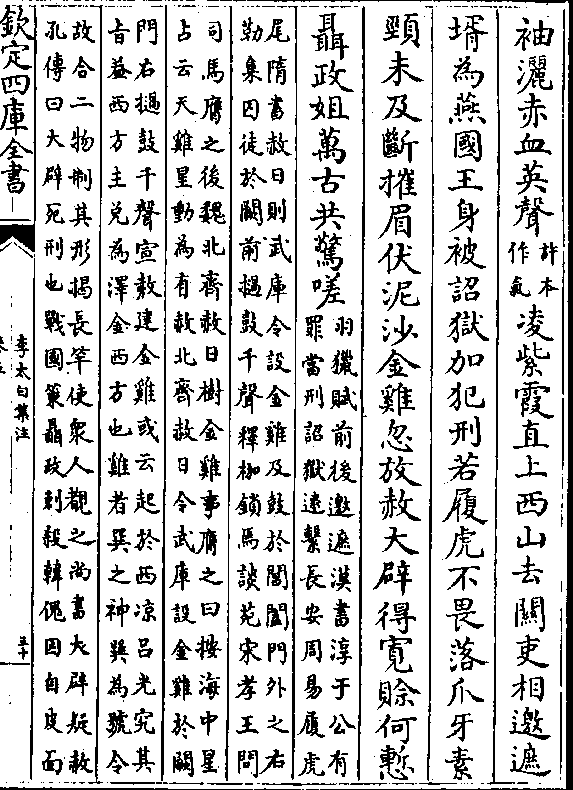 袖灑赤血英聲許本作氣凌紫霞直上西山去關吏相邀遮
壻為燕國王身被詔獄加犯刑若履虎不畏落爪牙素
頸未及斷摧眉伏泥沙金雞忽放赦大辟得寛賒何慙
聶政姐萬古共驚嗟羽獵賦前後邀遮漢書淳于公有
罪當刑詔獄逮繫長安周易履虎
尾隋書赦日則武庫令設金雞及鼓於閶闔門外之右
勒集囚徒於闕前撾鼓千聲釋枷鎖馬談苑宋孝王問
司馬膺之後魏北齊赦日樹金雞事膺之曰按海中星
占云天雞星動為有赦北齊赦日令武庫設金雞於闕
門右撾鼓千聲宣赦建金雞或云起於西凉呂光究其
旨葢西方主兌為澤金西方也雞者巽之神巽為號令
故合二物制其形揭長竿使衆人覩之尚書大辟疑赦
孔傳曰大辟死刑也戰國策聶政刺殺韓傀因自皮面
欽定四庫全書
李太白集注
卷五
五十